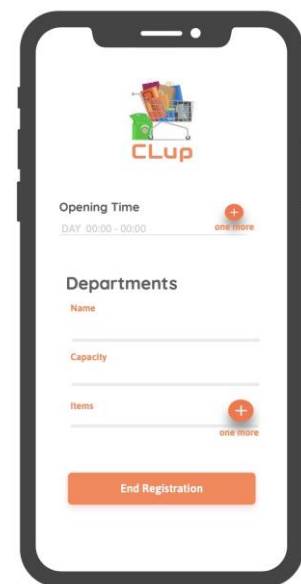 CLup
Opening Time
DAY 00:00 - 00:00
one more
Departments
Name
Capacity
Items
one more
End Registration